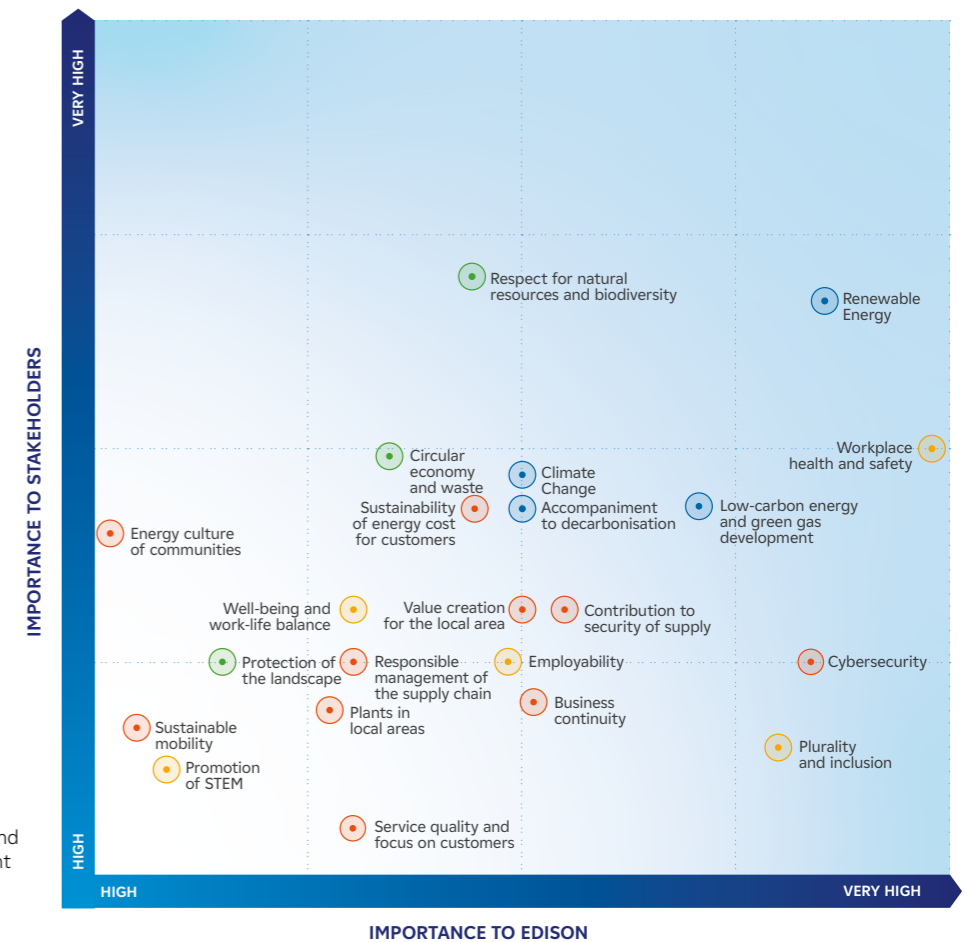 VERY HIGH
IMPORTANCE TO STAKEHOLDERS
HIGH
Respect for natural
resources and biodiversity
Renewable
Energy
Workplace
health and safety
Circular
economy
and waste
Climate
Change
Sustainability
of energy cost
for customers
Accompaniment
to decarbonisation
Low-carbon energy
and green gas
development
Energy culture
of communities
Well-being and
work-life balance
Value creation
for the local area
Contribution to
security of supply
Protection of
the landscape
Responsible
management of
the supply chain
Employability
Cybersecurity
Plants in
local areas
Business
continuity
Sustainable
mobility
Plurality
and inclusion
Promotion
of STEM
Service quality and
focus on customers
HIGH
VERY HIGH
IMPORTANCE TO EDISON